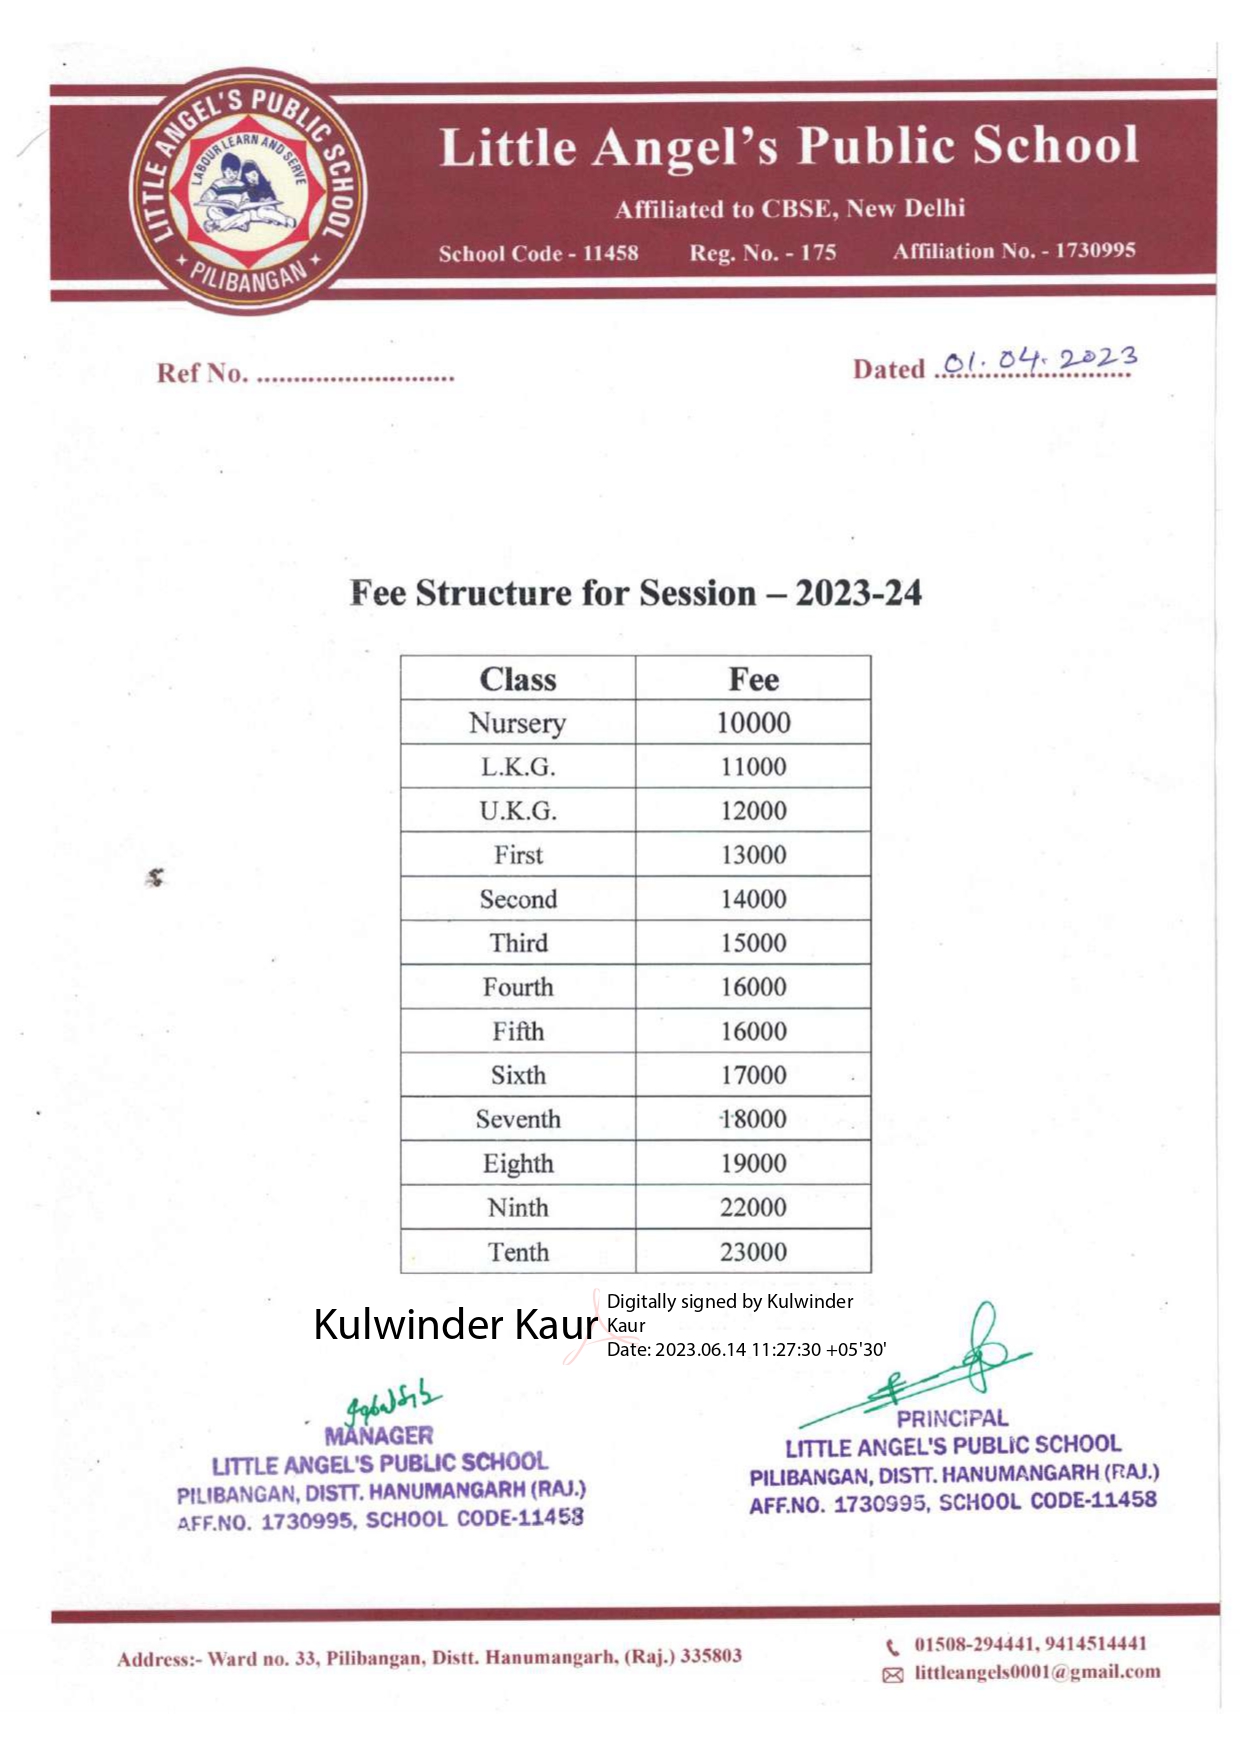 LITTLE ANGEL'S PUBLIC SCHOOL
LABOUR LEARN AND SERVE
PILIBANGAN
Little Angel's Public School
Affiliated to CBSE, New Delhi
School Code - 11458 Reg. No. - 175 Affiliation No. - 1730995
Ref No. ............................
Dated 01.04.2023
Fee Structure for Session – 2023-24
Class Fee
Nursery 10000
L.K.G. 11000
U.K.G. 12000
First 13000
Second 14000
Third 15000
Fourth 16000
Fifth 16000
Sixth 17000
Seventh 18000
Eighth 19000
Ninth 22000
Tenth 23000
Kulwinder Kaur
Digitally signed by Kulwinder
Kaur
Date: 2023.06.14 11:27:30 +05'30'
MANAGER
LITTLE ANGEL'S PUBLIC SCHOOL
PILIBANGAN, DISTT. HANUMANGARH (RAJ.)
AFF.NO. 1730995, SCHOOL CODE-11458
PRINCIPAL
LITTLE ANGEL'S PUBLIC SCHOOL
PILIBANGAN, DISTT. HANUMANGARH (RAJ.)
AFF.NO. 1730995, SCHOOL CODE-11458
Address:- Ward no. 33, Pilibangan, Distt. Hanumangarh, (Raj.) 335803
01508-294441, 9414514441
littleangels0001@gmail.com